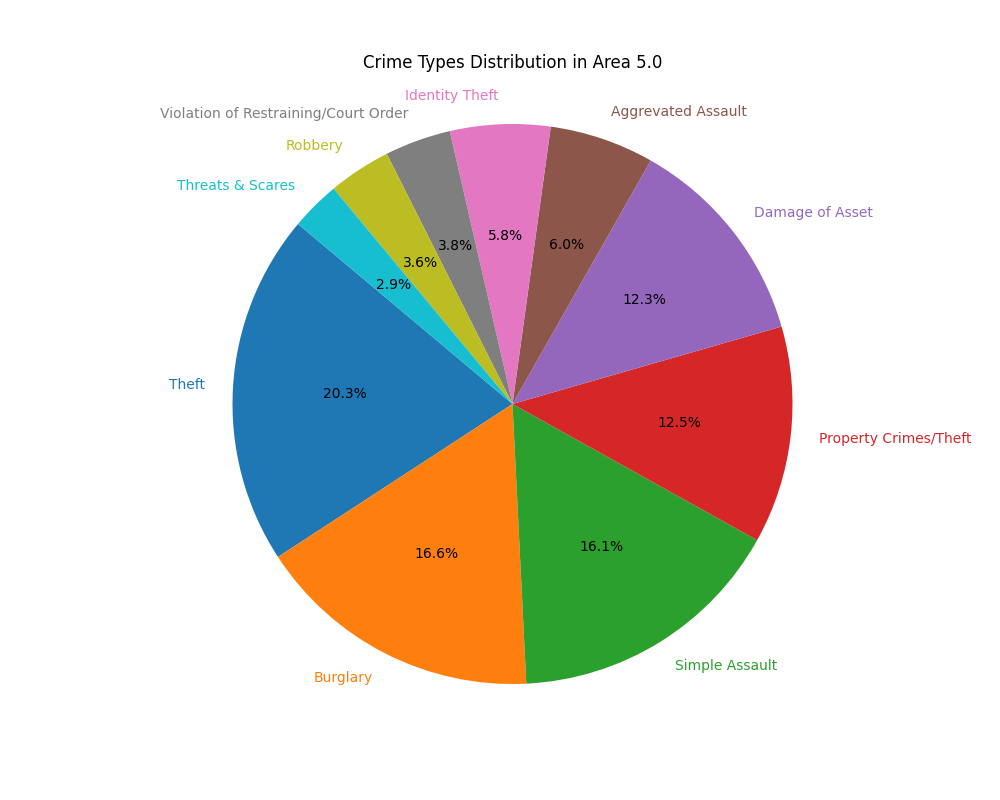 Crime Types Distribution in Area 5.0
Identity Theft
Aggrevated Assault
Violation of Restraining/Court Order
Robbery
Threats & Scares
Damage of Asset
5.8%
6.0%
3.8%
3.6%
2.9%
12.3%
Theft
20.3%
12.5%
Property Crimes/Theft
16.6%
16.1%
Simple Assault
Burglary